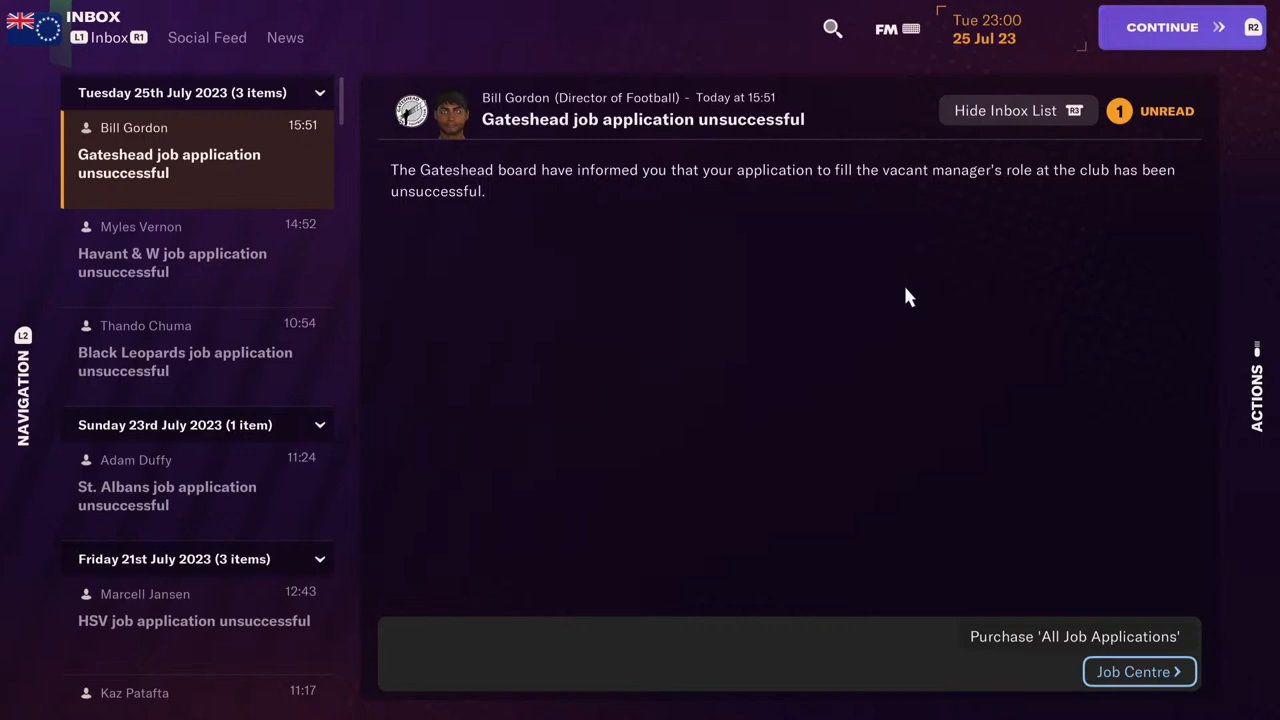 INBOX
L1 Inbox R1 Social Feed News
FM
Tue 23:00
25 Jul 23
CONTINUE R2
Tuesday 25th July 2023 (3 items)
Bill Gordon 15:51
Gateshead job application
unsuccessful
Myles Vernon 14:52
Havant & W job application
unsuccessful
Thando Chuma 10:54
Black Leopards job application
unsuccessful
Sunday 23rd July 2023 (1 item)
Adam Duffy 11:24
St. Albans job application
unsuccessful
Friday 21st July 2023 (3 items)
Marcell Jansen 12:43
HSV job application unsuccessful
Kaz Patafta 11:17
L2
NAVIGATION
Bill Gordon (Director of Football) - Today at 15:51
Gateshead job application unsuccessful
Hide Inbox List R3
1 UNREAD
The Gateshead board have informed you that your application to fill the vacant manager's role at the club has been
unsuccessful.
Purchase 'All Job Applications'
Job Centre
ACTIONS